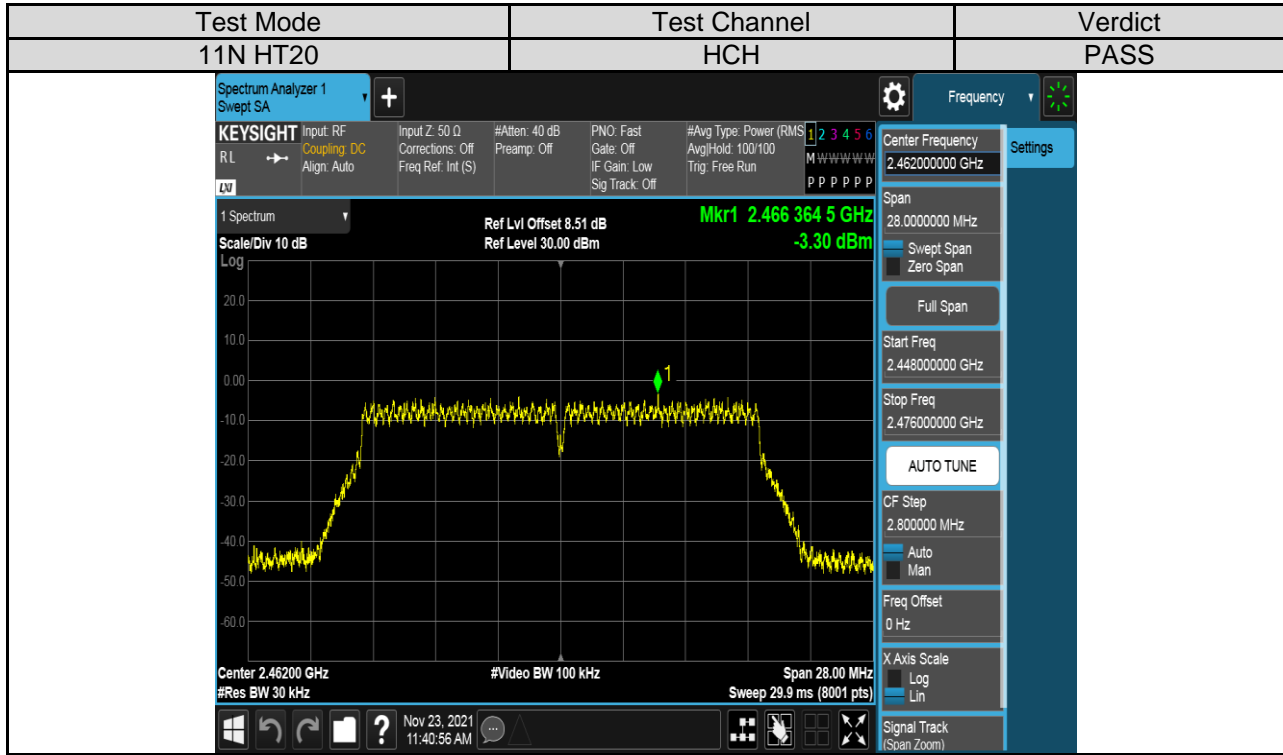 Test Mode Test Channel Verdict
11N HT20 HCH PASS
Spectrum Analyzer 1
Swept SA
+
Frequency
KEYSIGHT
RL
LXI
Input: RF
Coupling: DC
Align: Auto
Input Z: 50 Ω
Corrections: Off
Freq Ref: Int (S)
#Atten: 40 dB
Preamp: Off
PNO: Fast
Gate: Off
IF Gain: Low
Sig Track: Off
#Avg Type: Power (RMS
Avg|Hold: 100/100
Trig: Free Run
1 2 3 4 5 6
M W W W W W
P P P P P P
1 Spectrum
Scale/Div 10 dB
Log
Ref Lvl Offset 8.51 dB
Ref Level 30.00 dBm
Mkr1 2.466 364 5 GHz
-3.30 dBm
20.0
10.0
0.00
-10.0
-20.0
-30.0
-40.0
-50.0
-60.0
1
Center 2.46200 GHz
#Res BW 30 kHz
#Video BW 100 kHz
Span 28.00 MHz
Sweep 29.9 ms (8001 pts)
?
Nov 23, 2021
11:40:56 AM
Center Frequency
2.462000000 GHz
Span
28.0000000 MHz
Swept Span
Zero Span
Full Span
Start Freq
2.448000000 GHz
Stop Freq
2.476000000 GHz
AUTO TUNE
CF Step
2.800000 MHz
Auto
Man
Freq Offset
0 Hz
X Axis Scale
Log
Lin
Signal Track
(Span Zoom)
Settings